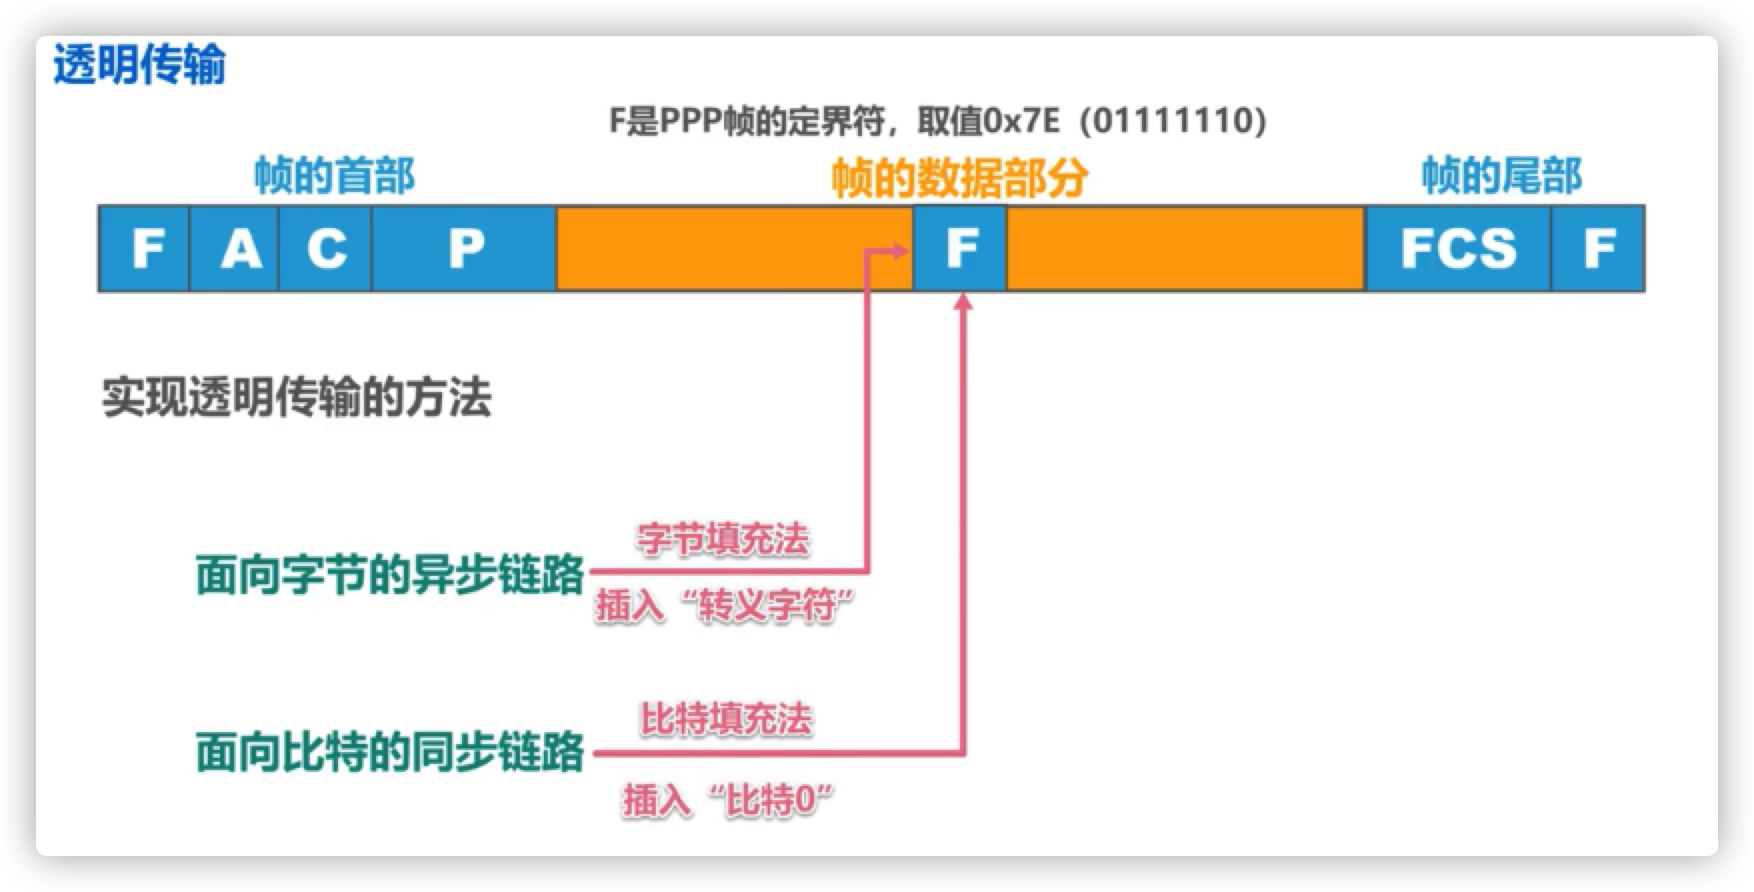 透明传输
F是PPP帧的定界符，取值0x7E（01111110）
帧的首部 帧的数据部分 帧的尾部
F A C P F FCS F
实现透明传输的方法
字节填充法
面向字节的异步链路
插入“转义字符”
比特填充法
面向比特的同步链路
插入“比特0”